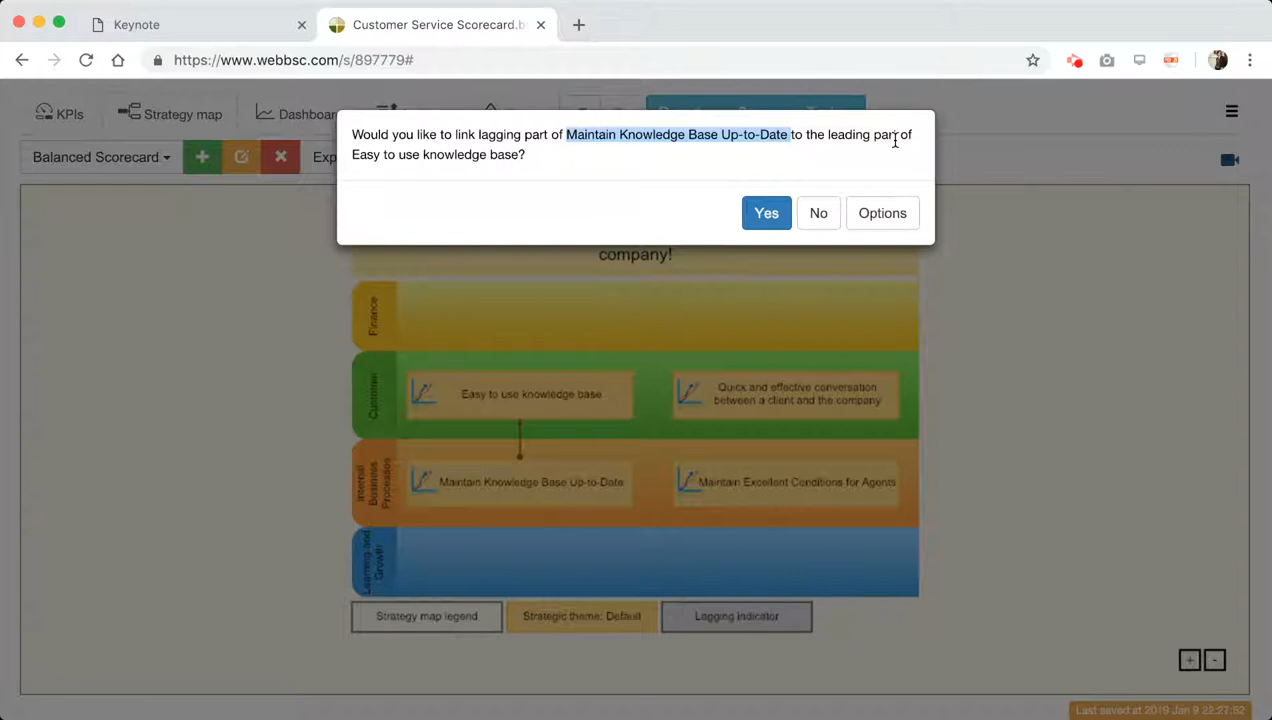 Keynote
Customer Service Scorecard.b
https://www.webbsc.com/s/897779#
KPIs
Strategy map
Dashboar
Balanced Scorecard
Exp
Would you like to link lagging part of Maintain Knowledge Base Up-to-Date to the leading part of
Easy to use knowledge base?
Yes
No
Options
company!
Finance
Customer
Easy to use knowledge base
Quick and effective conversation
between a client and the company
Internal
Business
Processes
Maintain Knowledge Base Up-to-Date
Maintain Excellent Conditions for Agents
Learning and
Growth
Strategy map legend
Strategic theme: Default
Lagging indicator
+
-
Last saved at 2019 Jan 9 22:27:52